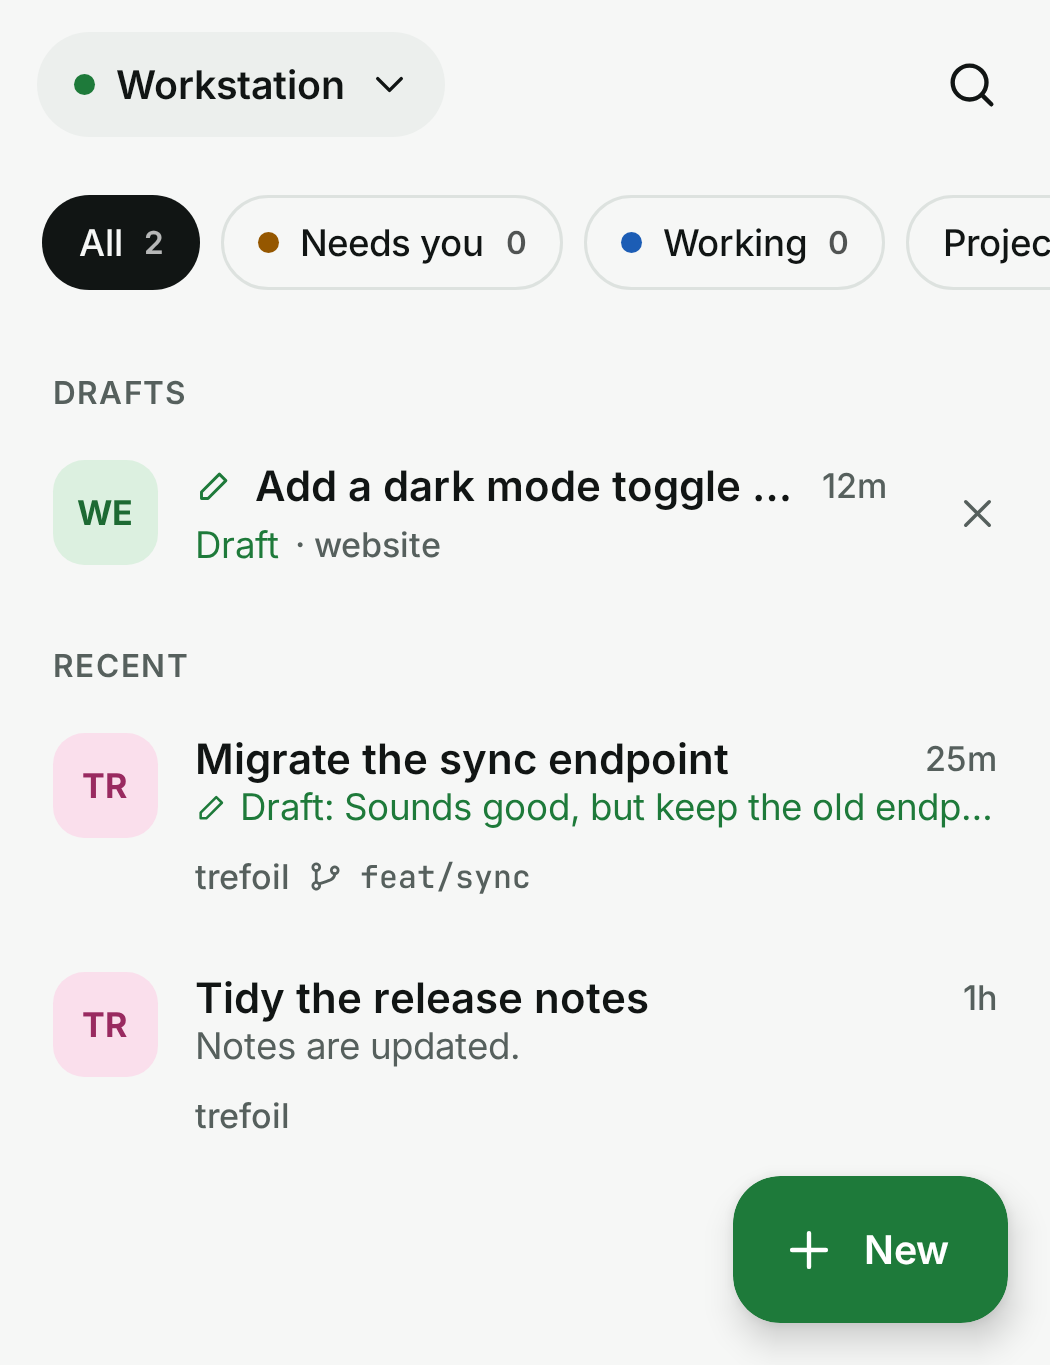 Workstation
All 2 Needs you 0 Working 0 Projec
DRAFTS
WE Add a dark mode toggle ... 12m
Draft · website
RECENT
TR Migrate the sync endpoint 25m
Draft: Sounds good, but keep the old endp...
trefoil feat/sync
TR Tidy the release notes 1h
Notes are updated.
trefoil
New